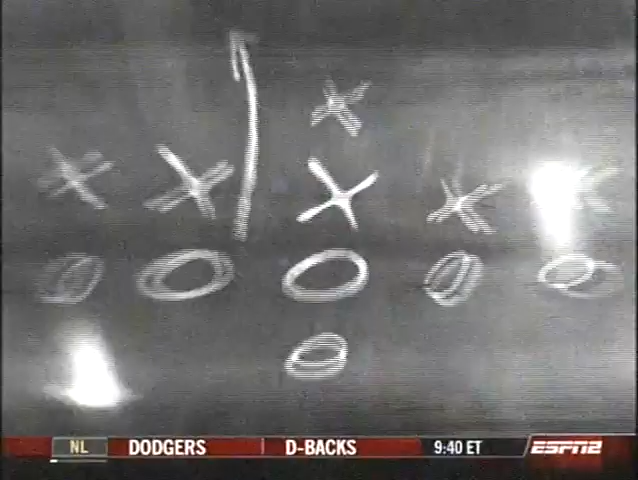 X
X X X X X
O O O O O
O
NL DODGERS D-BACKS 9:40 ET ESPN2